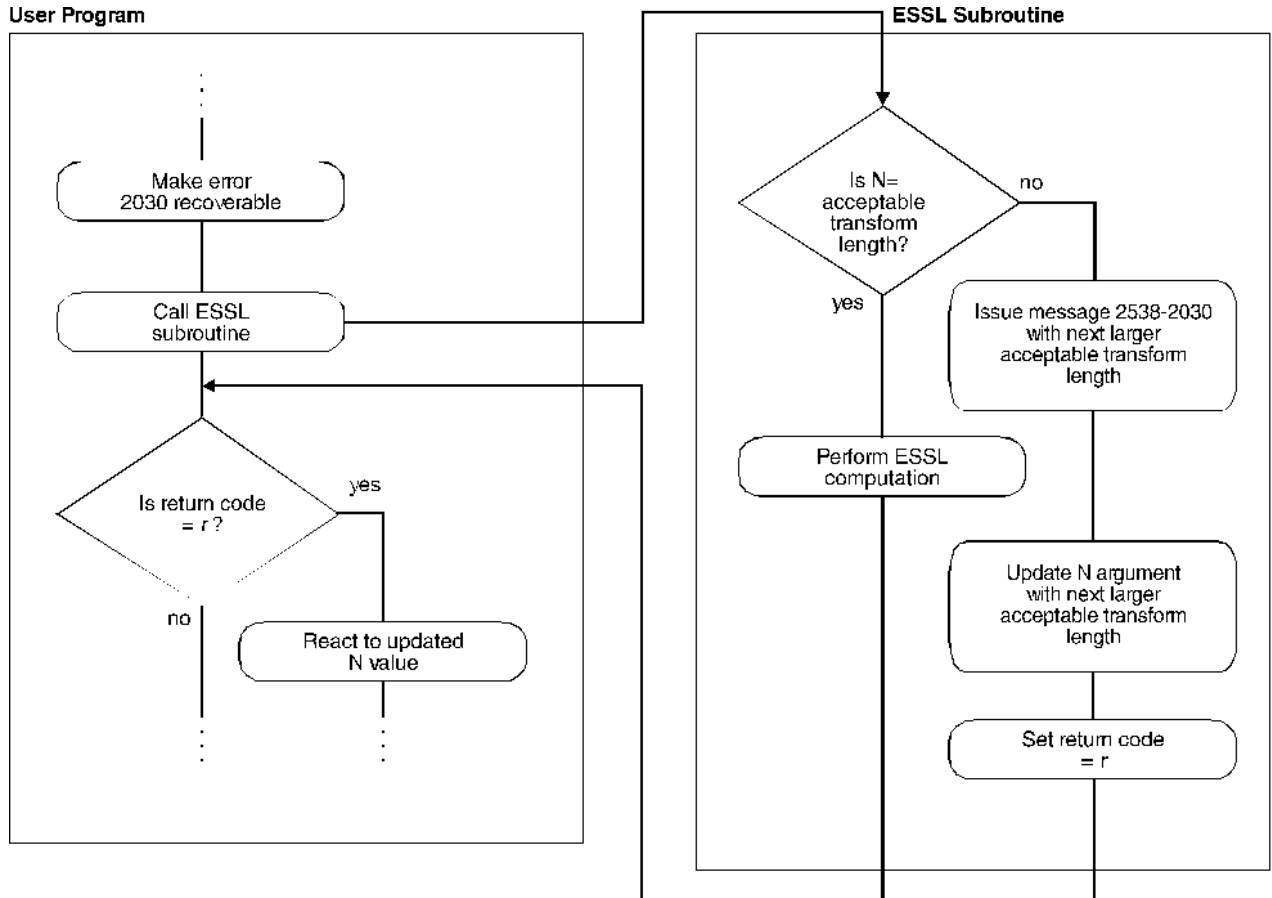 User Program
Make error
2030 recoverable
Call ESSL
subroutine
Is return code
= r ?
yes
no
React to updated
N value
ESSL Subroutine
Is N=
acceptable
transform
length?
no
yes
Issue message 2538-2030
with next larger
acceptable transform
length
Perform ESSL
computation
Update N argument
with next larger
acceptable transform
length
Set return code
= r